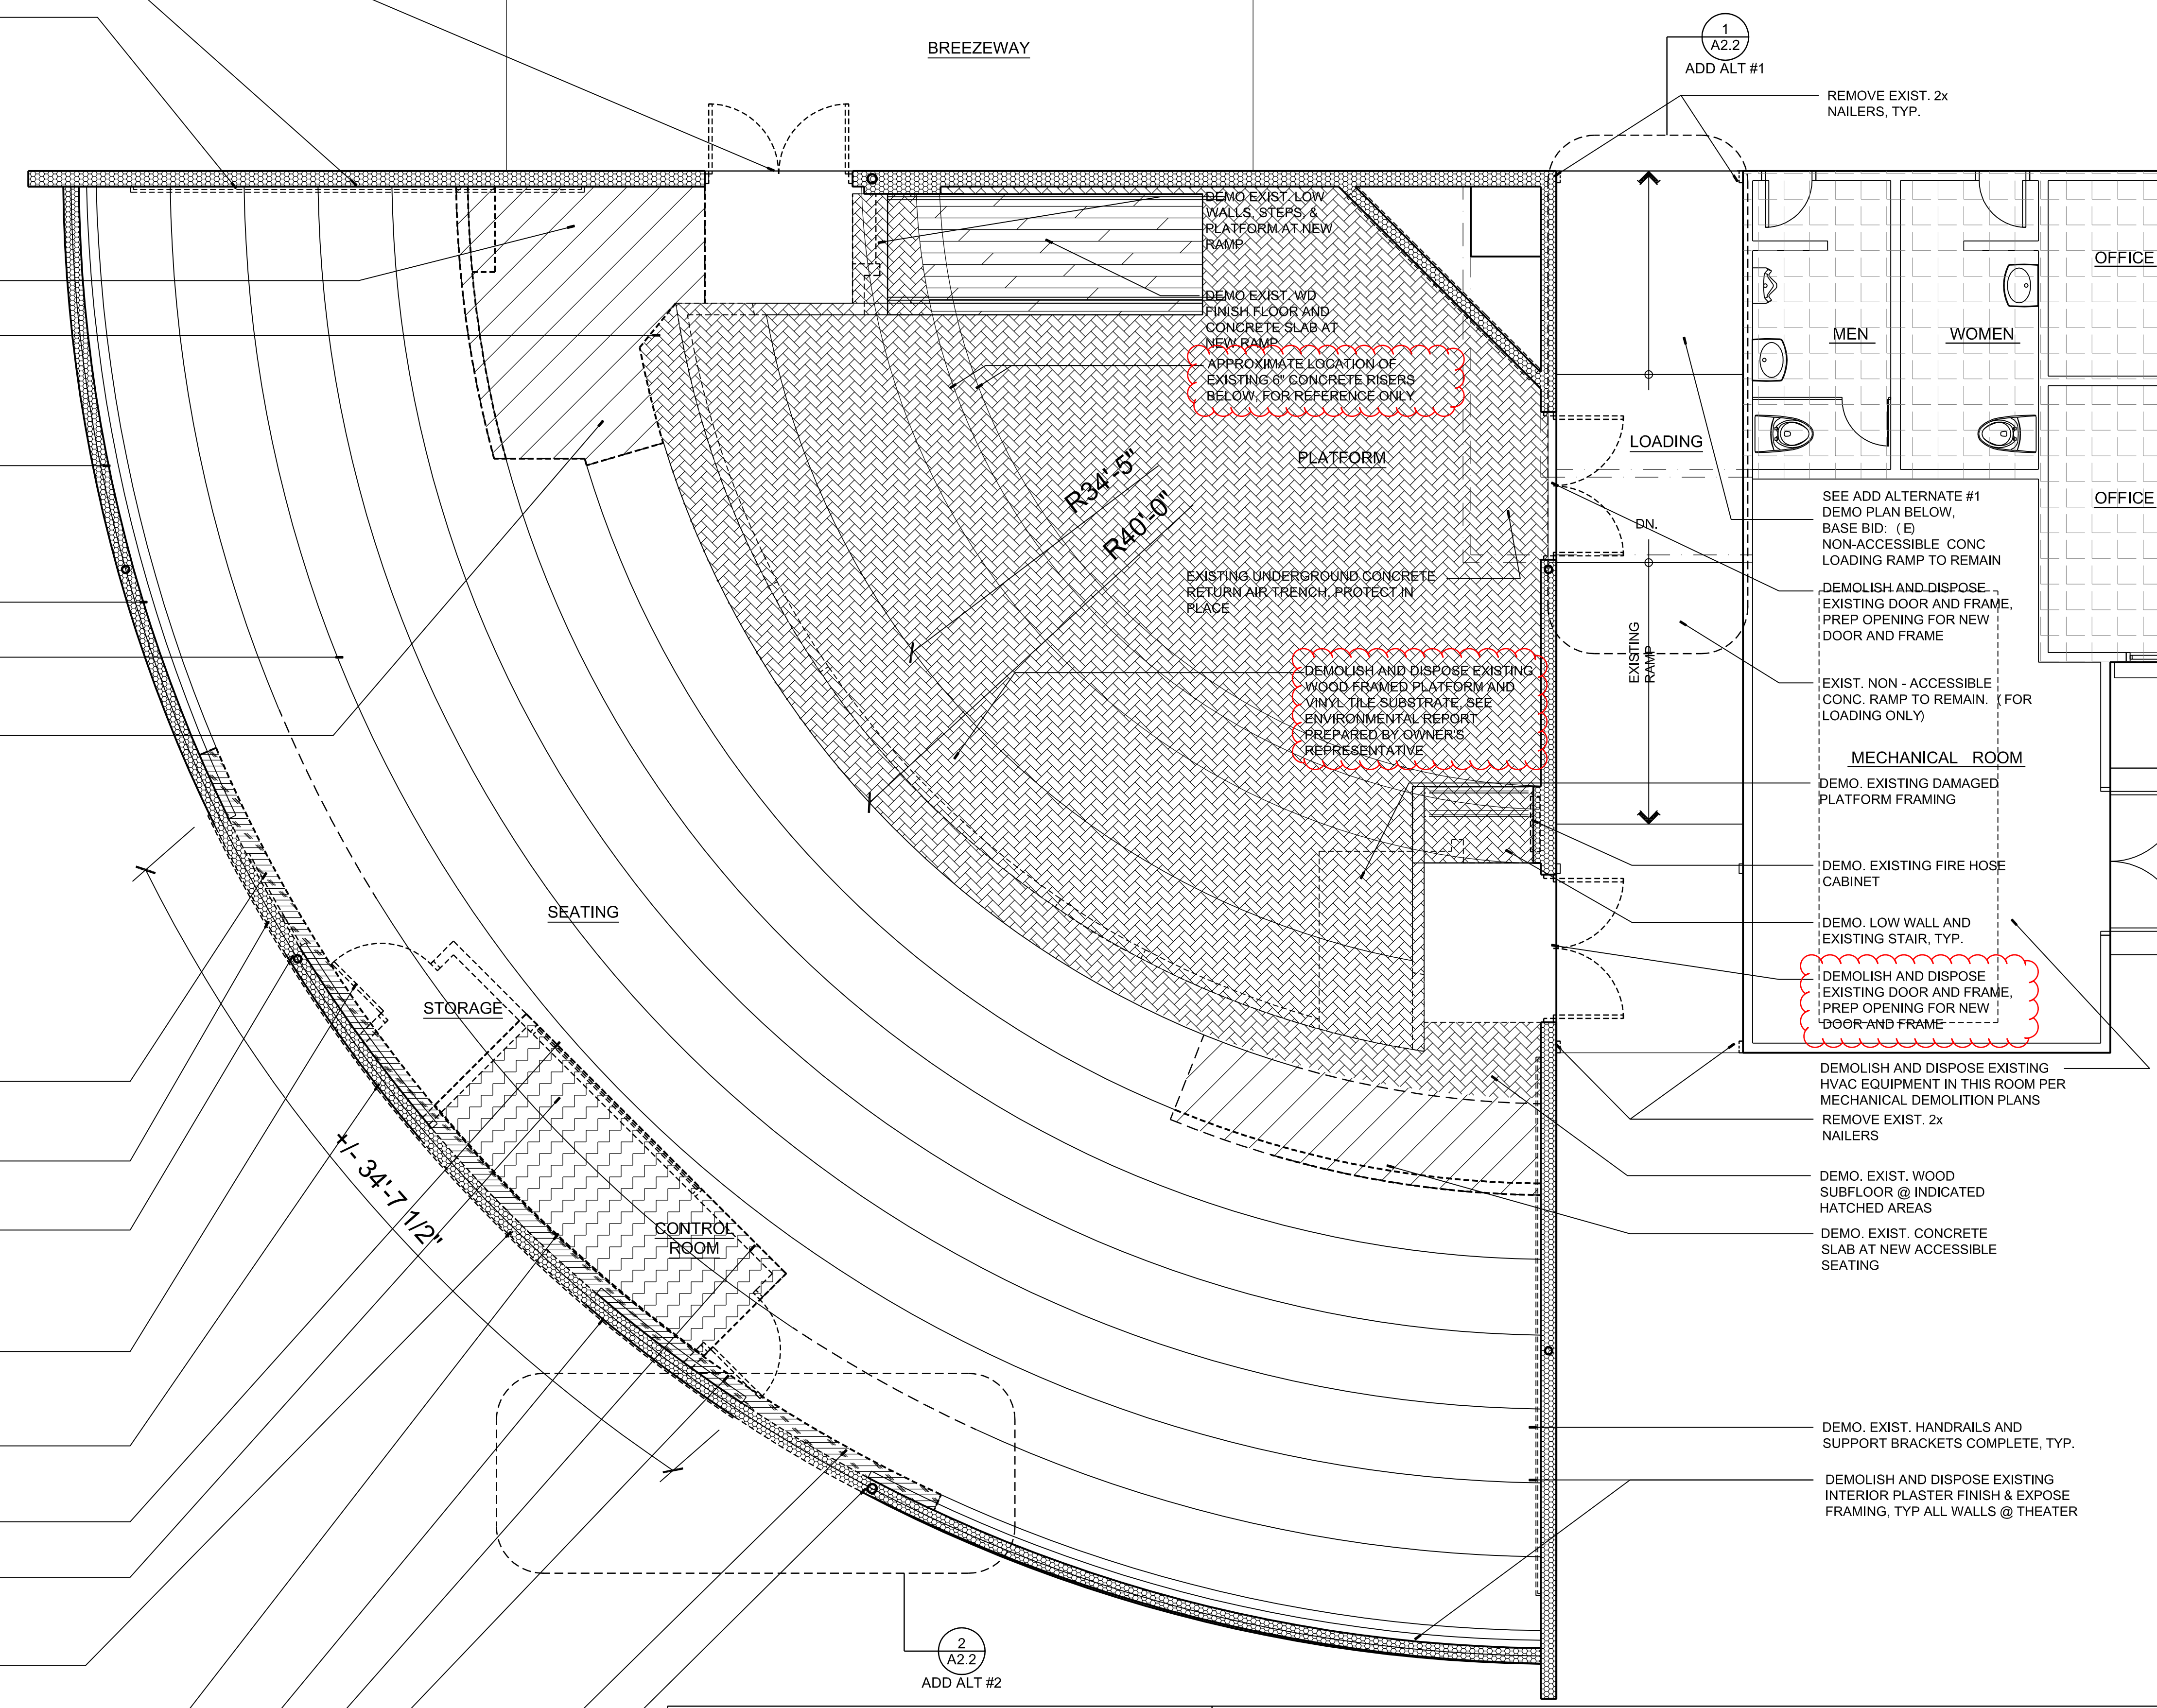 BREEZEWAY
1
A2.2
ADD ALT #1
REMOVE EXIST. 2x
NAILERS, TYP.
DEMO EXIST. LOW
WALLS, STEPS, &
PLATFORM AT NEW
RAMP
DEMO EXIST. WD
FINISH FLOOR AND
CONCRETE SLAB AT
NEW RAMP
APPROXIMATE LOCATION OF
EXISTING 6" CONCRETE RISERS
BELOW, FOR REFERENCE ONLY
OFFICE
MEN
WOMEN
LOADING
PLATFORM
R34'-5"
R40'-0"
OFFICE
SEE ADD ALTERNATE #1
DEMO PLAN BELOW,
BASE BID: (E)
NON-ACCESSIBLE CONC
LOADING RAMP TO REMAIN
DN.
EXISTING UNDERGROUND CONCRETE
RETURN AIR TRENCH, PROTECT IN
PLACE
DEMOLISH AND DISPOSE
EXISTING DOOR AND FRAME,
PREP OPENING FOR NEW
DOOR AND FRAME
EXISTING
RAMP
DEMOLISH AND DISPOSE EXISTING
WOOD FRAMED PLATFORM AND
VINYL TILE SUBSTRATE, SEE
ENVIRONMENTAL REPORT
PREPARED BY OWNER'S
REPRESENTATIVE
EXIST. NON - ACCESSIBLE
CONC. RAMP TO REMAIN. (FOR
LOADING ONLY)
MECHANICAL ROOM
DEMO. EXISTING DAMAGED
PLATFORM FRAMING
DEMO. EXISTING FIRE HOSE
CABINET
DEMO. LOW WALL AND
EXISTING STAIR, TYP.
SEATING
STORAGE
DEMOLISH AND DISPOSE
EXISTING DOOR AND FRAME,
PREP OPENING FOR NEW
DOOR AND FRAME
DEMOLISH AND DISPOSE EXISTING
HVAC EQUIPMENT IN THIS ROOM PER
MECHANICAL DEMOLITION PLANS
REMOVE EXIST. 2x
NAILERS
DEMO. EXIST. WOOD
SUBFLOOR @ INDICATED
HATCHED AREAS
+/- 34'-7 1/2"
CONTROL
ROOM
DEMO. EXIST. CONCRETE
SLAB AT NEW ACCESSIBLE
SEATING
DEMO. EXIST. HANDRAILS AND
SUPPORT BRACKETS COMPLETE, TYP.
DEMOLISH AND DISPOSE EXISTING
INTERIOR PLASTER FINISH & EXPOSE
FRAMING, TYP ALL WALLS @ THEATER
2
A2.2
ADD ALT #2